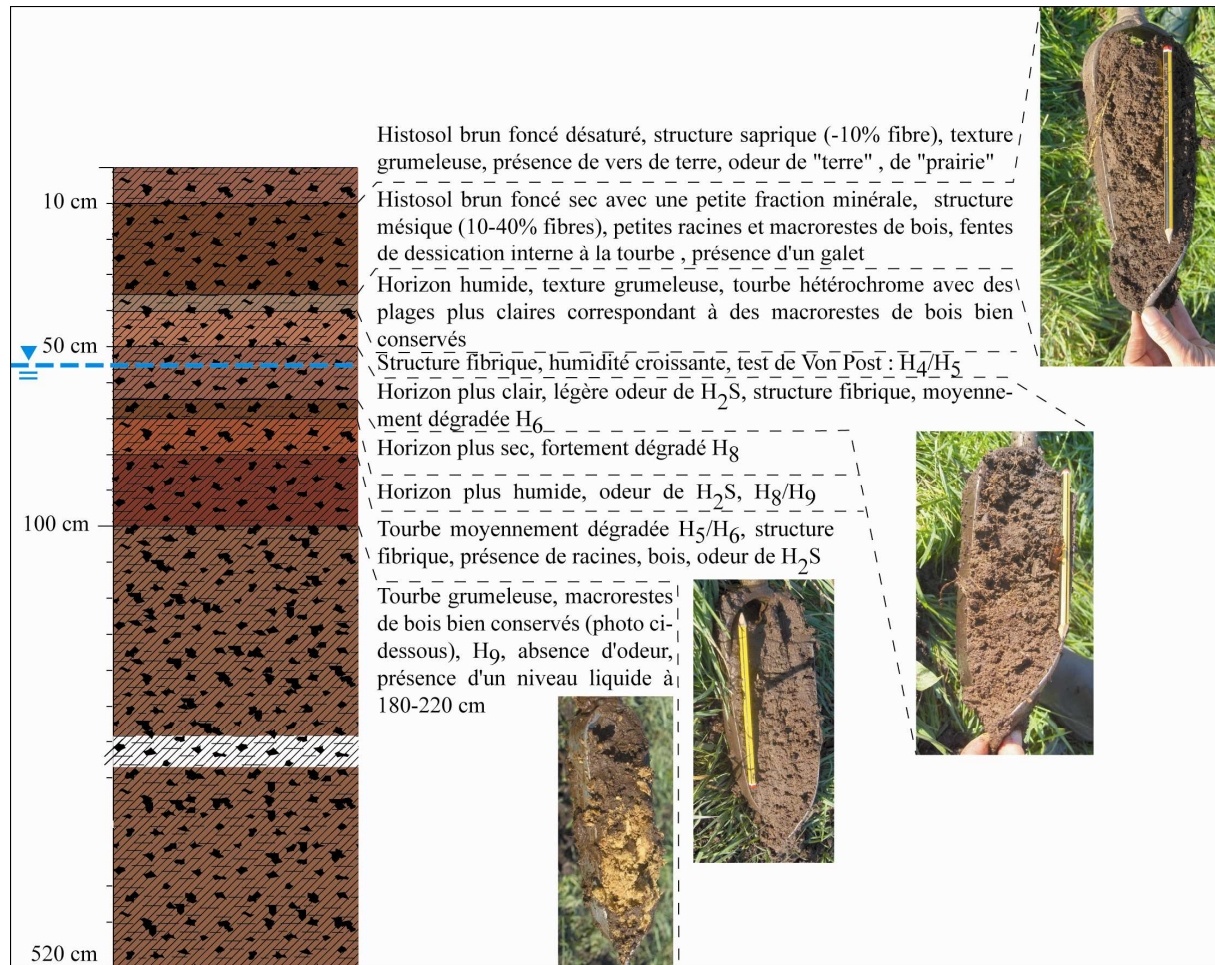 Histosol brun foncé désaturé, structure saprique (-10% fibre), texture
grumeleuse, présence de vers de terre, odeur de "terre" , de "prairie"
10 cm
Histosol brun foncé sec avec une petite fraction minérale, structure
mésique (10-40% fibres), petites racines et macrorestes de bois, fentes
de dessication interne à la tourbe , présence d'un galet
Horizon humide, texture grumeleuse, tourbe hétérochrome avec des
plages plus claires correspondant à des macrorestes de bois bien
conservés
50 cm
Structure fibrique, humidité croissante, test de Von Post : H4/H5
Horizon plus clair, légère odeur de H2S, structure fibrique, moyenne-
ment dégradée H6
Horizon plus sec, fortement dégradé H8
Horizon plus humide, odeur de H2S, H8/H9
100 cm
Tourbe moyennement dégradée H5/H6, structure
fibrique, présence de racines, bois, odeur de H2S
Tourbe grumeleuse, macrorestes
de bois bien conservés (photo ci-
dessous), H9, absence d'odeur,
présence d'un niveau liquide à
180-220 cm
520 cm